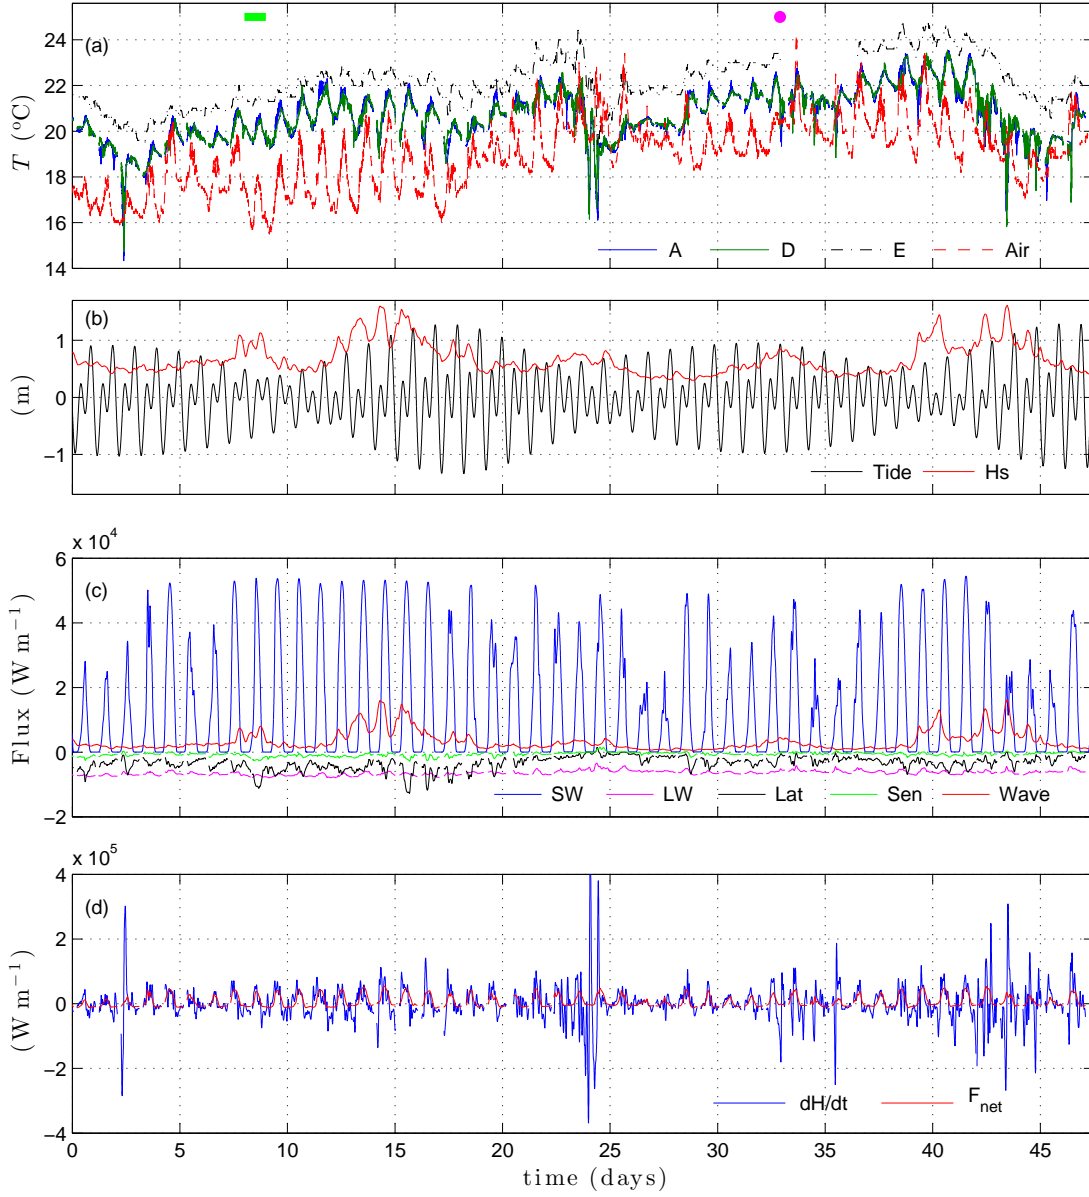 (a)
24
22
20
18
16
14
T (°C)
A D E Air
(b)
1
0
−1
(m)
Tide Hs
x 10^4
(c)
6
4
2
0
−2
Flux (W m^−1)
SW LW Lat Sen Wave
x 10^5
(d)
4
2
0
−2
−4
(W m^−1)
dH/dt F_net
0 5 10 15 20 25 30 35 40 45
time (days)